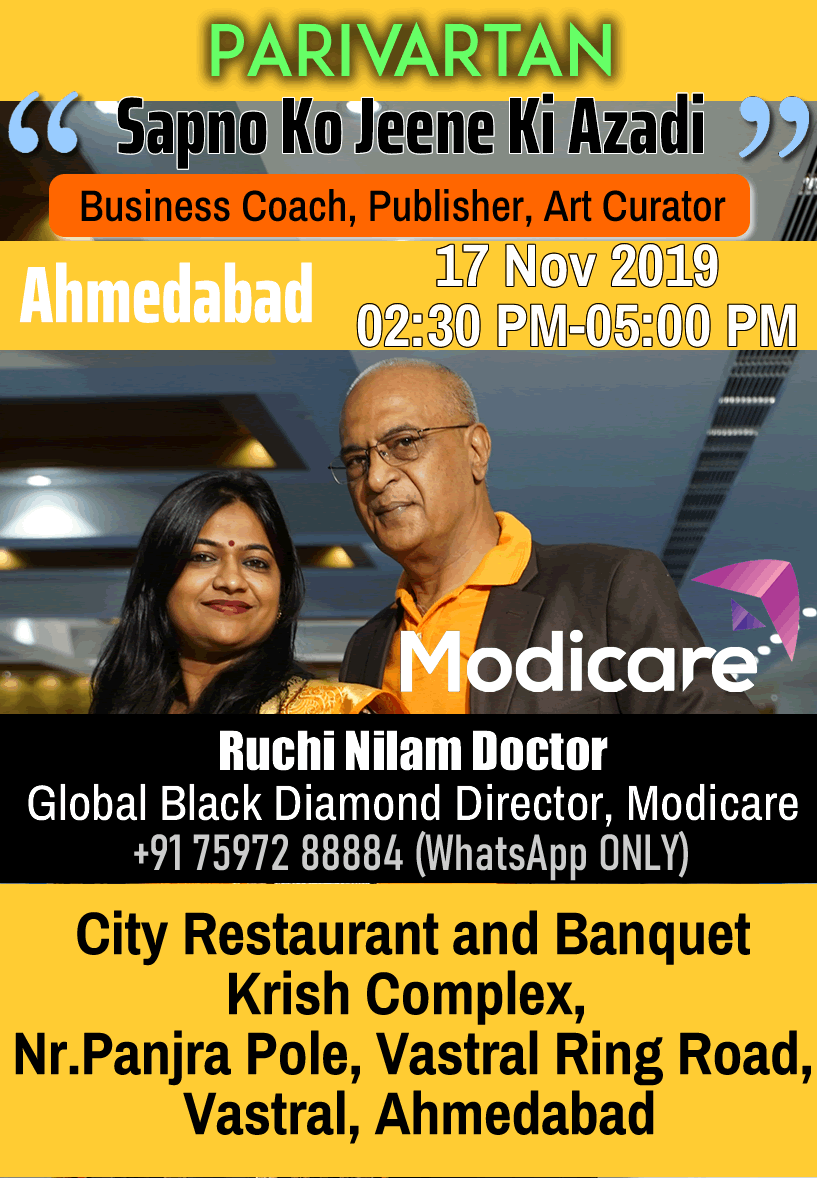 PARIVARTAN
“ Sapno Ko Jeene Ki Azadi ”
Business Coach, Publisher, Art Curator
Ahmedabad
17 Nov 2019
02:30 PM-05:00 PM
Modicare
Ruchi Nilam Doctor
Global Black Diamond Director, Modicare
+91 75972 88884 (WhatsApp ONLY)
City Restaurant and Banquet
Krish Complex,
Nr.Panjra Pole, Vastral Ring Road,
Vastral, Ahmedabad